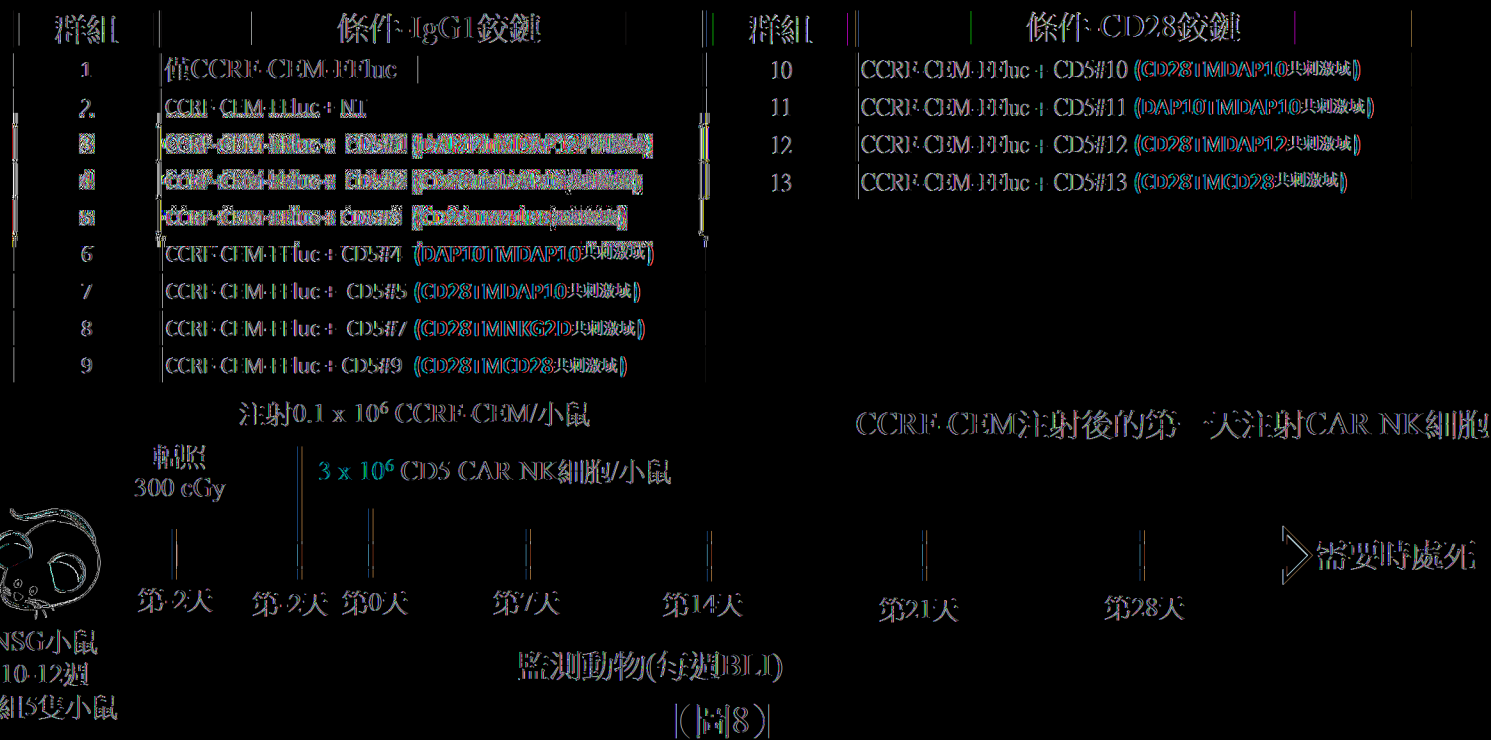 群組 條件-IgG1鉸鏈
1 僅CCRF-CEM-FFluc
2 CCRF-CEM-FFluc + NT
3 CCRF-CEM-FFluc +
4 CCRF-CEM-FFluc +
5 CCRF-CEM-FFluc +
6 CCRF-CEM-FFluc + CD5#4 (DAP10TMDAP10共刺激域)
7 CCRF-CEM-FFluc + CD5#5 (CD28TMDAP10共刺激域)
8 CCRF-CEM-FFluc + CD5#7 (CD28TMNKG2D共刺激域)
9 CCRF-CEM-FFluc + CD5#9 (CD28TMCD28共刺激域)
群組 條件-CD28鉸鏈
10 CCRF-CEM-FFluc + CD5#10 (CD28TMDAP10共刺激域)
11 CCRF-CEM-FFluc + CD5#11 (DAP10TMDAP10共刺激域)
12 CCRF-CEM-FFluc + CD5#12 (CD28TMDAP12共刺激域)
13 CCRF-CEM-FFluc + CD5#13 (CD28TMCD28共刺激域)
注射0.1 x 10⁶ CCRF-CEM/小鼠
CCRF-CEM注射後的第一天注射CAR NK細胞
輻照
300 cGy
3 x 10⁶ CD5 CAR NK細胞/小鼠
需要時處死
第-2天 第-2天 第0天 第7天 第14天 第21天 第28天
NSG小鼠
10-12週
組5隻小鼠
監測動物(每週BLI)
(圖8)